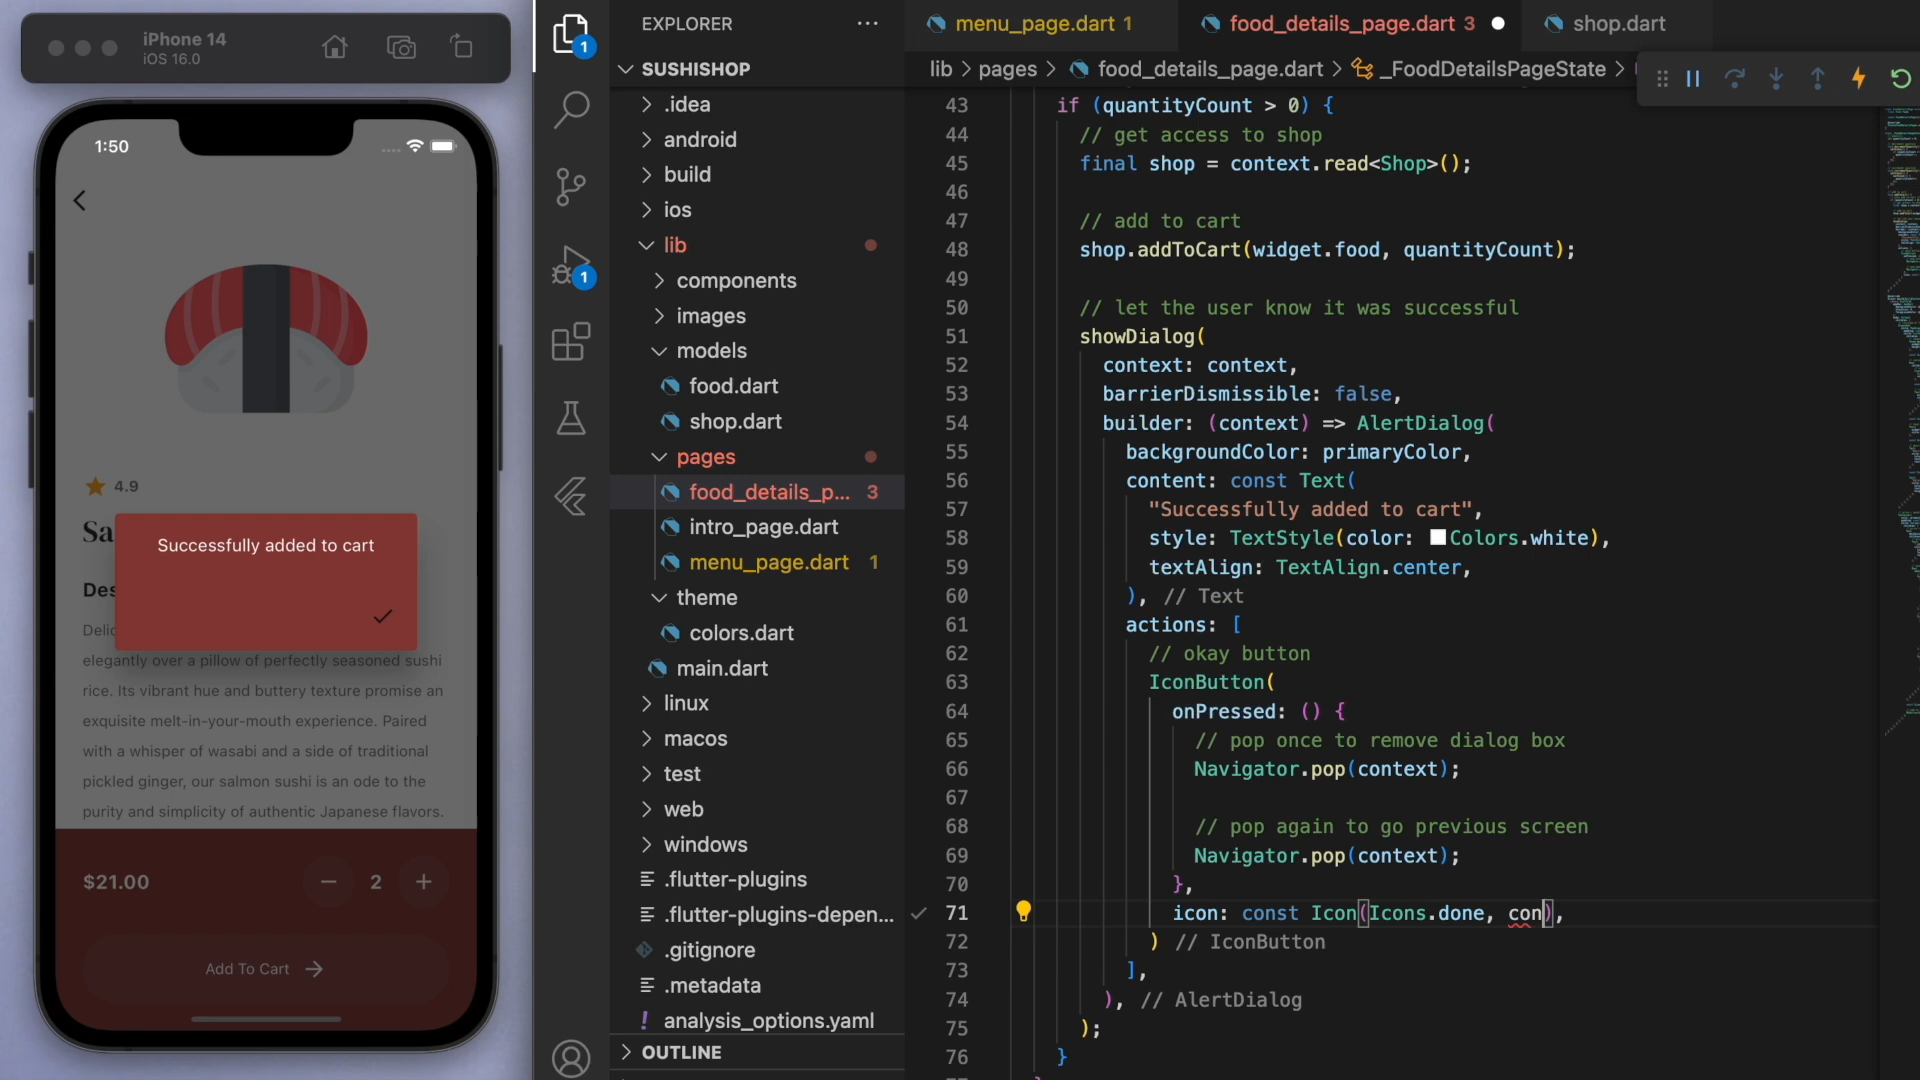 iPhone 14
iOS 16.0
1:50
4.9
Sa
Successfully added to cart
Des
Delic
elegantly over a pillow of perfectly seasoned sushi
rice. Its vibrant hue and buttery texture promise an
exquisite melt-in-your-mouth experience. Paired
with a whisper of wasabi and a side of traditional
pickled ginger, our salmon sushi is an ode to the
purity and simplicity of authentic Japanese flavors.
$21.00
2
Add To Cart
1
1
EXPLORER
SUSHISHOP
.idea
android
build
ios
lib
components
images
models
food.dart
shop.dart
pages
food_details_p... 3
intro_page.dart
menu_page.dart 1
theme
colors.dart
main.dart
linux
macos
test
web
windows
.flutter-plugins
.flutter-plugins-depen...
.gitignore
.metadata
! analysis_options.yaml
OUTLINE
menu_page.dart 1
food_details_page.dart 3
shop.dart
lib > pages > food_details_page.dart > _FoodDetailsPageState >
43 if (quantityCount > 0) {
44 // get access to shop
45 final shop = context.read<Shop>();
46
47 // add to cart
48 shop.addToCart(widget.food, quantityCount);
49
50 // let the user know it was successful
51 showDialog(
52 context: context,
53 barrierDismissible: false,
54 builder: (context) => AlertDialog(
55 backgroundColor: primaryColor,
56 content: const Text(
57 "Successfully added to cart",
58 style: TextStyle(color: Colors.white),
59 textAlign: TextAlign.center,
60 ), // Text
61 actions: [
62 // okay button
63 IconButton(
64 onPressed: () {
65 // pop once to remove dialog box
66 Navigator.pop(context);
67
68 // pop again to go previous screen
69 Navigator.pop(context);
70 },
71 icon: const Icon(Icons.done, con),
72 ) // IconButton
73 ],
74 ), // AlertDialog
75 );
76 }